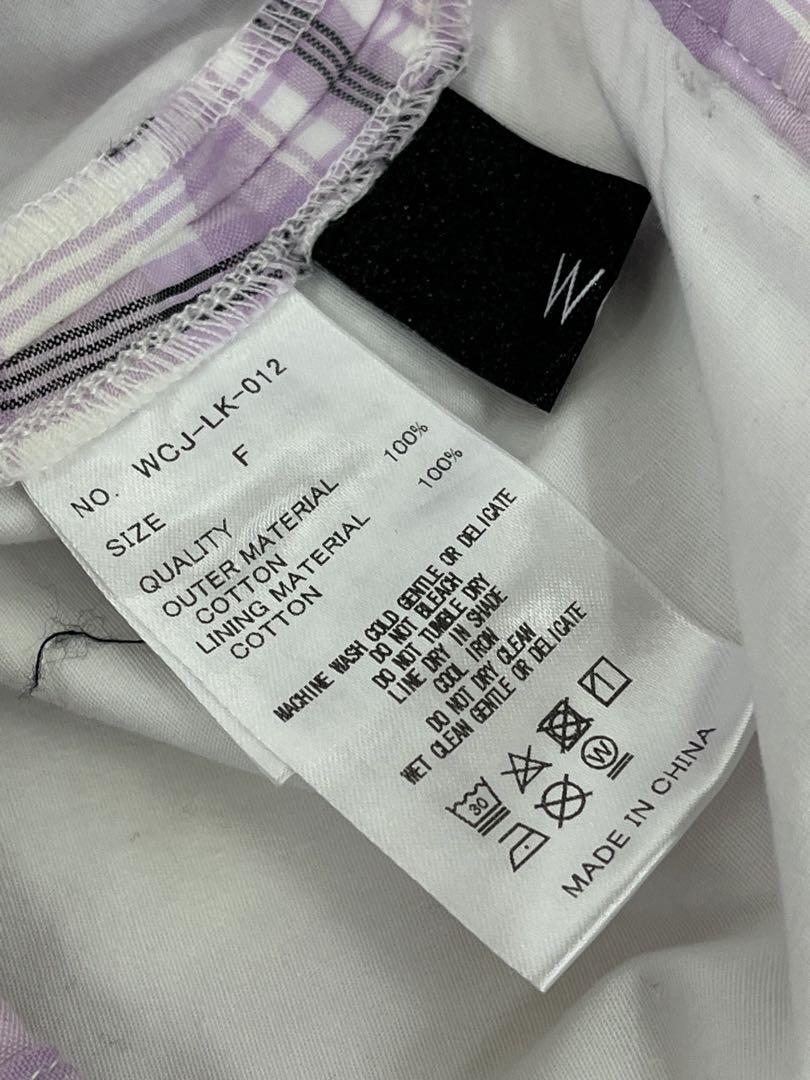 W
NO. WCJ-LK-012
SIZE F
QUALITY
OUTER MATERIAL
COTTON 100%
LINING MATERIAL
COTTON 100%
MACHINE WASH COLD GENTLE OR DELICATE
DO NOT BLEACH
DO NOT TUMBLE DRY
LINE DRY IN SHADE
COOL IRON
DO NOT DRY CLEAN
WET CLEAN GENTLE OR DELICATE
30
W
MADE IN CHINA